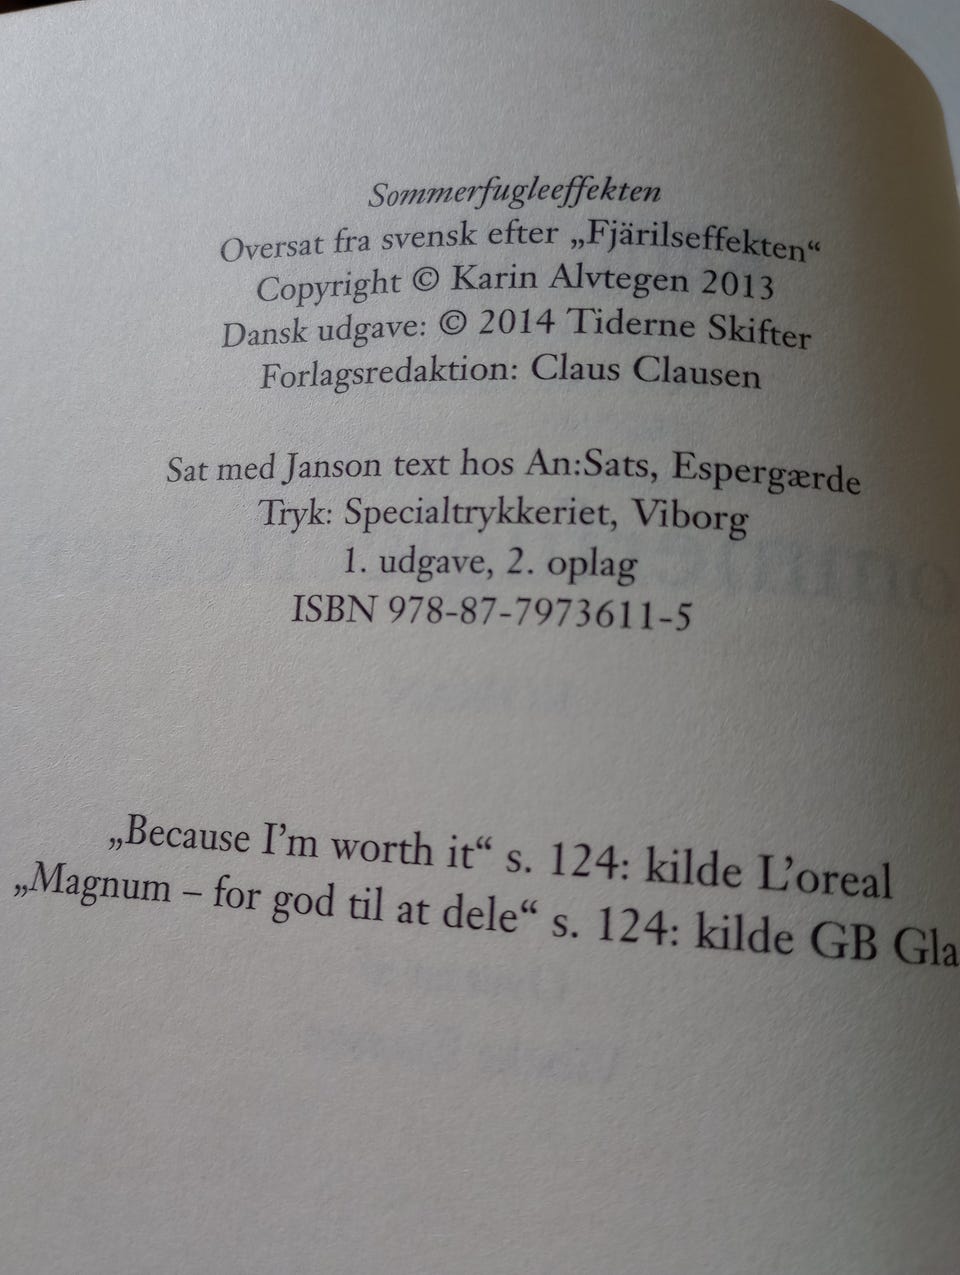 Sommerfugleeffekten
Oversat fra svensk efter „Fjärilseffekten“
Copyright © Karin Alvtegen 2013
Dansk udgave: © 2014 Tiderne Skifter
Forlagsredaktion: Claus Clausen
Sat med Janson text hos An:Sats, Espergærde
Tryk: Specialtrykkeriet, Viborg
1. udgave, 2. oplag
ISBN 978-87-7973611-5
„Because I’m worth it“ s. 124: kilde L’oreal
„Magnum – for god til at dele“ s. 124: kilde GB Gla